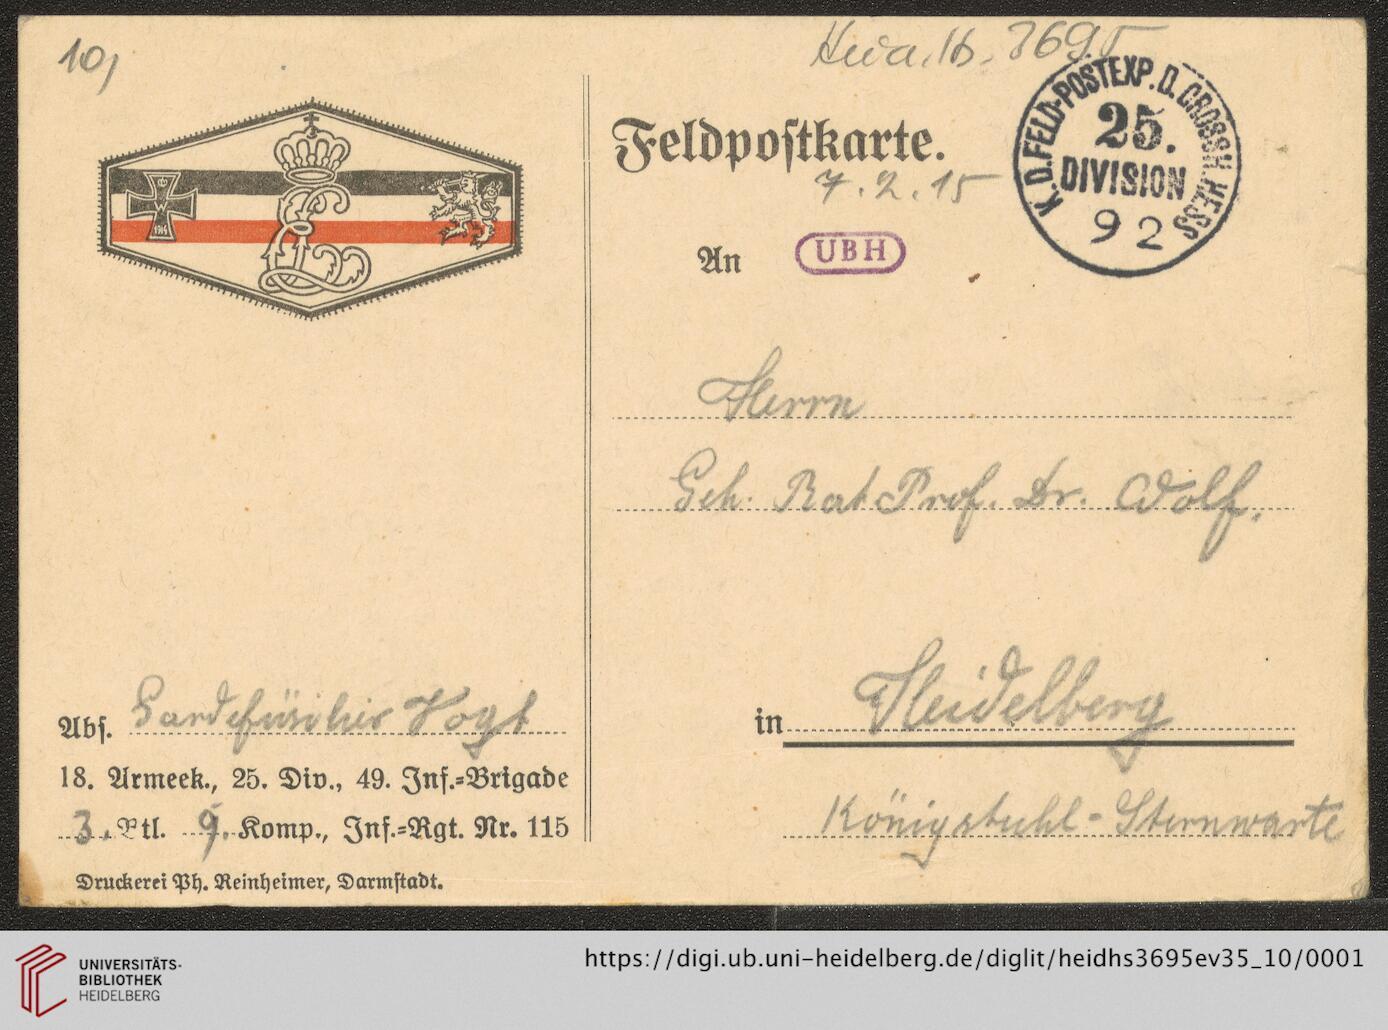 10,
Heid. Hs. 3695
Feldpostkarte.
7. 2. 15
K.D.FELD-POSTEXP.D.GROSSH.HESS
25.
DIVISION
9 2
An
UBH
W
1914
Herrn
Geh. Rat Prof. Dr. Wolf.
in Heidelberg
Königstuhl-Sternwarte
Abs. Gardefüsilier Vogt
18. Armeek., 25. Div., 49. Inf.-Brigade
3. Btl. 9. Komp., Inf.-Rgt. Nr. 115
Druckerei Ph. Reinheimer, Darmstadt.
UNIVERSITÄTS-
BIBLIOTHEK
HEIDELBERG
https://digi.ub.uni-heidelberg.de/diglit/heidhs3695ev35_10/0001